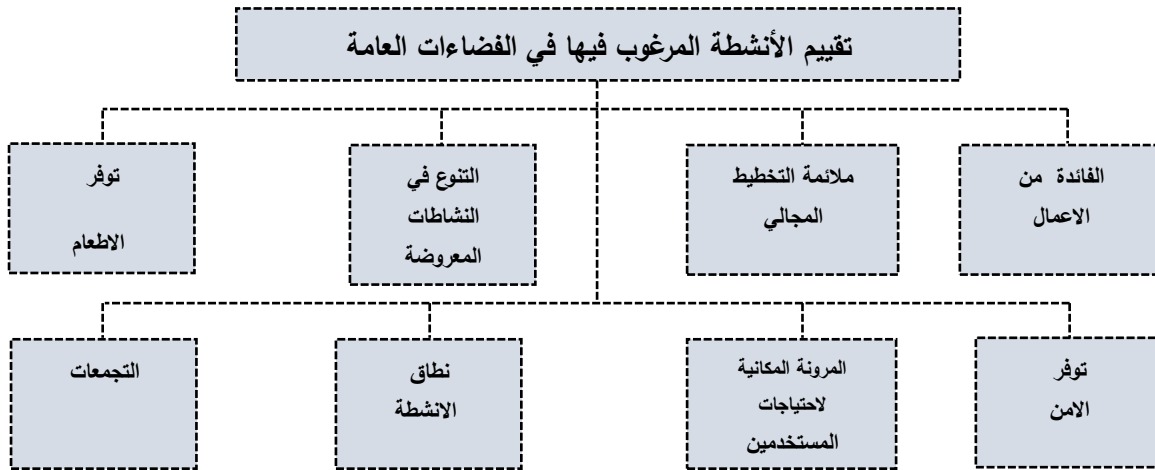 تقييم الأنشطة المرغوب فيها في الفضاءات العامة
الفائدة من
الاعمال
ملائمة التخطيط
المجالي
التنوع في
النشاطات
المعروضة
توفر
الاطعام
توفر
الامن
المرونة المكانية
لاحتياجات
المستخدمين
نطاق
الانشطة
التجمعات